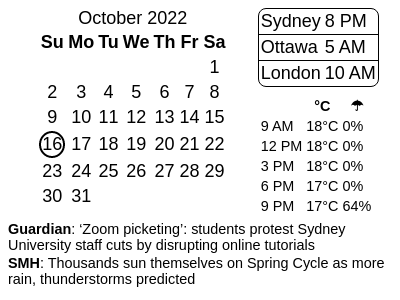 October 2022
Su Mo Tu We Th Fr Sa
1
2 3 4 5 6 7 8
9 10 11 12 13 14 15
16 17 18 19 20 21 22
23 24 25 26 27 28 29
30 31
Sydney 8 PM
Ottawa 5 AM
London 10 AM
°C ☂
9 AM 18°C 0%
12 PM 18°C 0%
3 PM 18°C 0%
6 PM 17°C 0%
9 PM 17°C 64%
Guardian: ‘Zoom picketing’: students protest Sydney
University staff cuts by disrupting online tutorials
SMH: Thousands sun themselves on Spring Cycle as more
rain, thunderstorms predicted